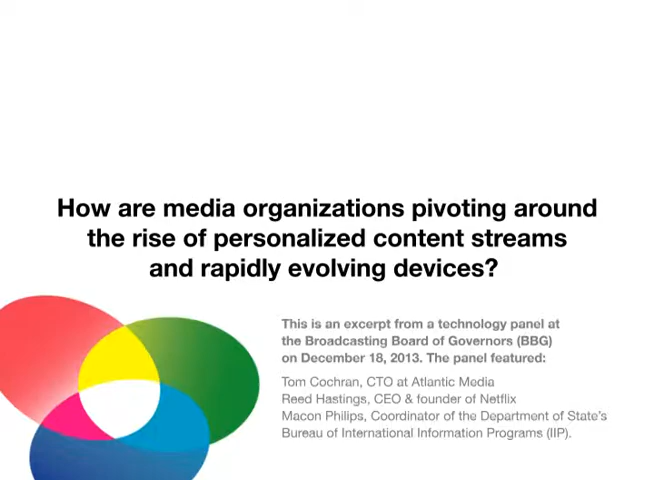 How are media organizations pivoting around
the rise of personalized content streams
and rapidly evolving devices?
This is an excerpt from a technology panel at
the Broadcasting Board of Governors (BBG)
on December 18, 2013. The panel featured:
Tom Cochran, CTO at Atlantic Media
Reed Hastings, CEO & founder of Netflix
Macon Philips, Coordinator of the Department of State's
Bureau of International Information Programs (IIP).